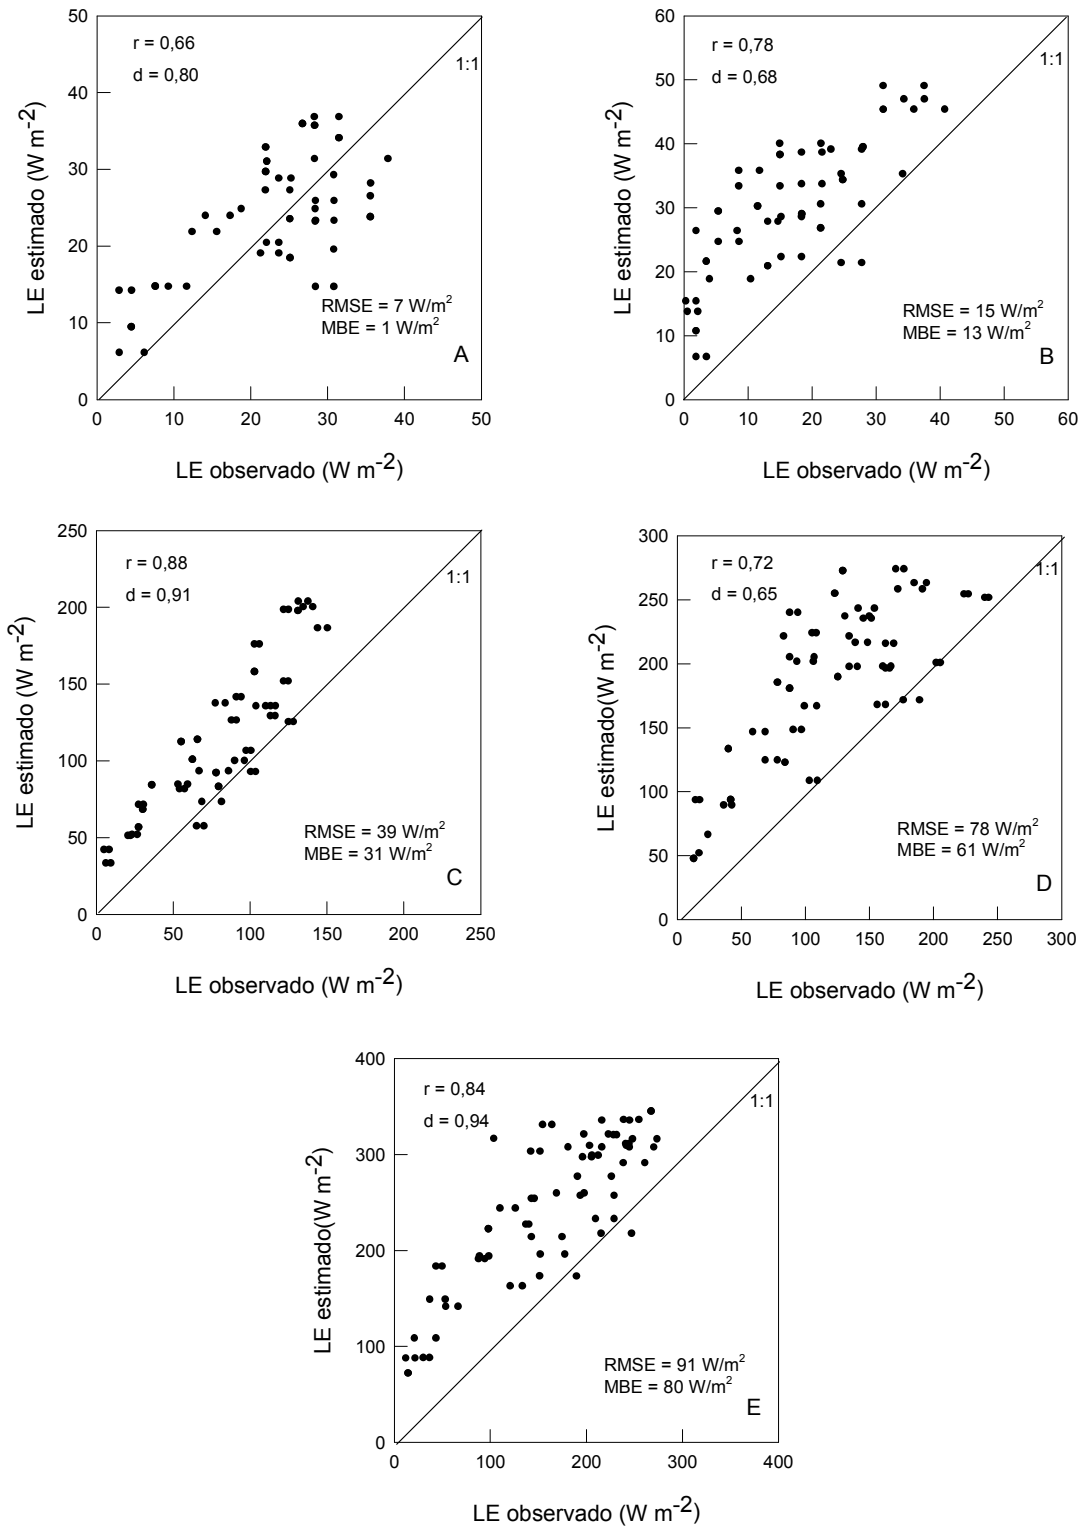 50
40
30
20
10
0
0 10 20 30 40 50
LE estimado (W m-2)
LE observado (W m-2)
r = 0,66
d = 0,80
1:1
RMSE = 7 W/m2
MBE = 1 W/m2
A
60
50
40
30
20
10
0
0 10 20 30 40 50 60
LE estimado (W m-2)
LE observado (W m-2)
r = 0,78
d = 0,68
1:1
RMSE = 15 W/m2
MBE = 13 W/m2
B
250
200
150
100
50
0
0 50 100 150 200 250
LE estimado (W m-2)
LE observado (W m-2)
r = 0,88
d = 0,91
1:1
RMSE = 39 W/m2
MBE = 31 W/m2
C
300
250
200
150
100
50
0
0 50 100 150 200 250 300
LE estimado(W m-2)
LE observado (W m-2)
r = 0,72
d = 0,65
1:1
RMSE = 78 W/m2
MBE = 61 W/m2
D
400
300
200
100
0
0 100 200 300 400
LE estimado(W m-2)
LE observado (W m-2)
r = 0,84
d = 0,94
1:1
RMSE = 91 W/m2
MBE = 80 W/m2
E